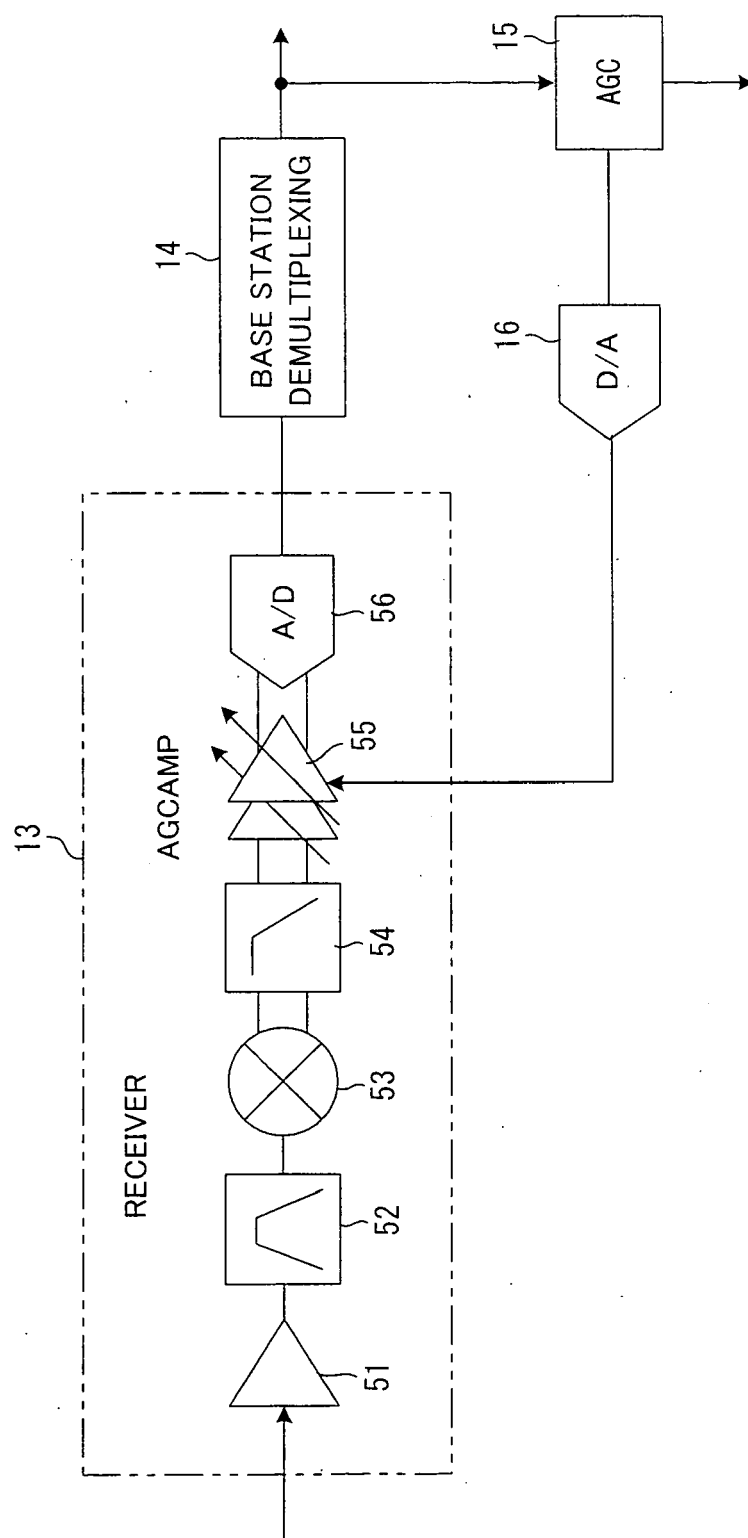 13
RECEIVER
AGCAMP
51
52
53
54
55
A/D
56
14
BASE STATION
DEMULTIPLEXING
15
AGC
16
D/A